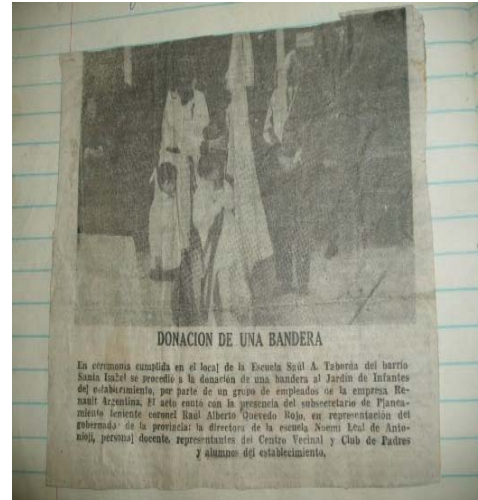 DONACION DE UNA BANDERA
En ceremonia cumplida en el local de la Escuela Saúl A. Taborda del barrio
Santa Isabel se procedió a la donación de una bandera al Jardín de Infantes
del establecimiento, por parte de un grupo de empleados de la empresa Re-
nault Argentina. El acto contó con la presencia del subsecretario de Planea-
miento teniente coronel Raúl Alberto Quevedo Rojo, en representación del
gobernador de la provincia: la directora de la escuela Noemí Leal de
personal docente, representantes del Centro Vecinal y Club de Padres
y alumnos del establecimiento.